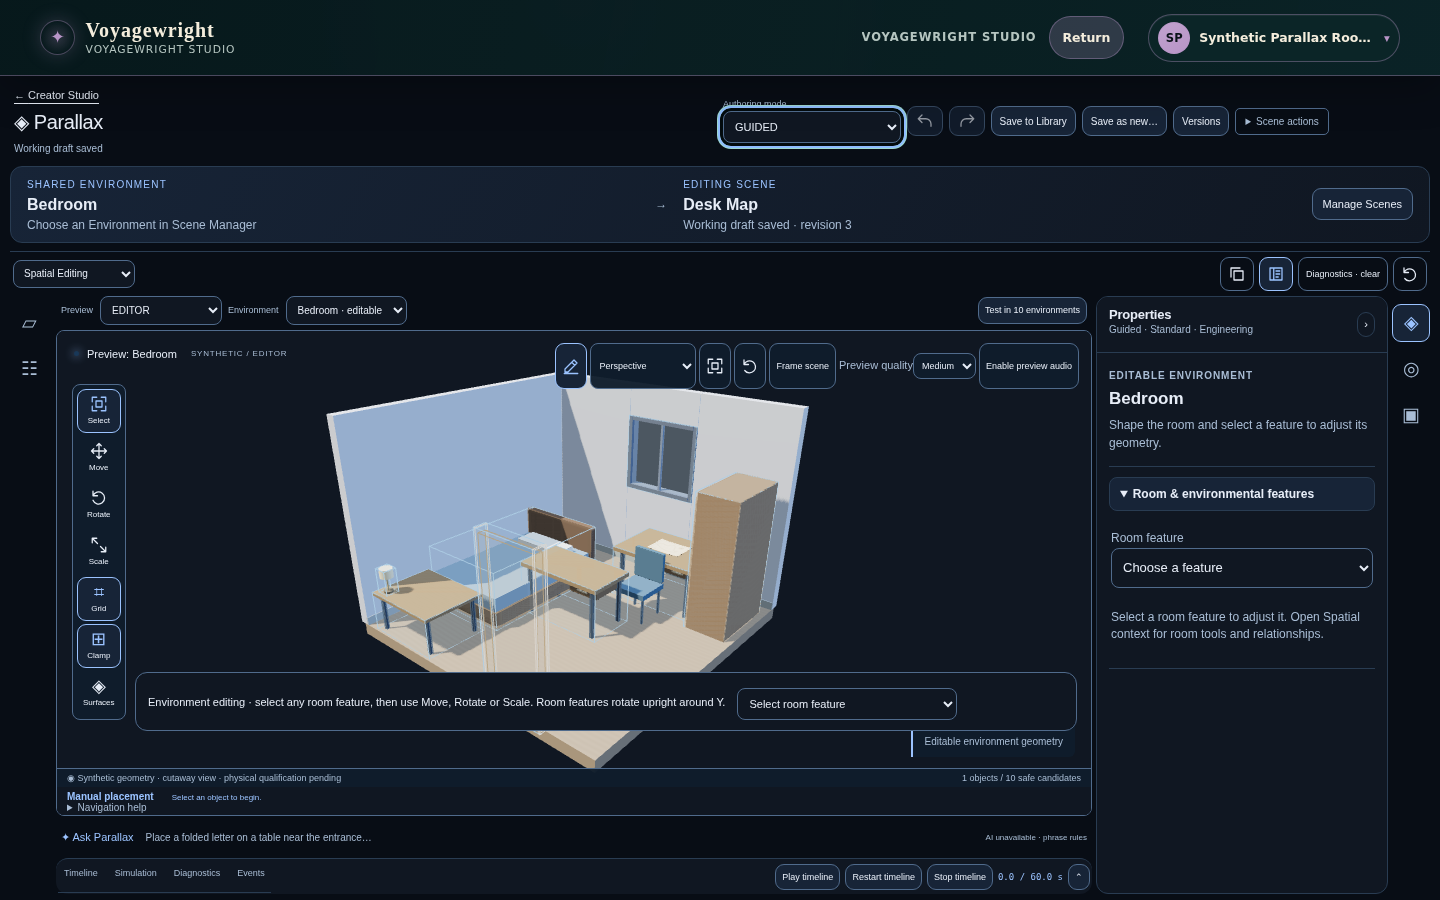 Voyagewright
VOYAGEWRIGHT STUDIO
VOYAGEWRIGHT STUDIO
Return
SP
Synthetic Parallax Roo…
← Creator Studio
◈ Parallax
Working draft saved
Authoring mode
GUIDED
Save to Library
Save as new…
Versions
▶ Scene actions
SHARED ENVIRONMENT
Bedroom
Choose an Environment in Scene Manager
→
EDITING SCENE
Desk Map
Working draft saved · revision 3
Manage Scenes
Spatial Editing
Diagnostics · clear
Preview
EDITOR
Environment
Bedroom · editable
Test in 10 environments
Preview: Bedroom
SYNTHETIC / EDITOR
Perspective
Frame scene
Preview quality
Medium
Enable preview audio
Select
Move
Rotate
Scale
Grid
Clamp
Surfaces
Environment editing · select any room feature, then use Move, Rotate or Scale. Room features rotate upright around Y.
Select room feature
Editable environment geometry
◉ Synthetic geometry · cutaway view · physical qualification pending
1 objects / 10 safe candidates
Manual placement
Select an object to begin.
▶ Navigation help
✦ Ask Parallax
Place a folded letter on a table near the entrance…
AI unavailable · phrase rules
Timeline
Simulation
Diagnostics
Events
Play timeline
Restart timeline
Stop timeline
0.0 / 60.0 s
Properties
Guided · Standard · Engineering
EDITABLE ENVIRONMENT
Bedroom
Shape the room and select a feature to adjust its
geometry.
▼ Room & environmental features
Room feature
Choose a feature
Select a room feature to adjust it. Open Spatial
context for room tools and relationships.